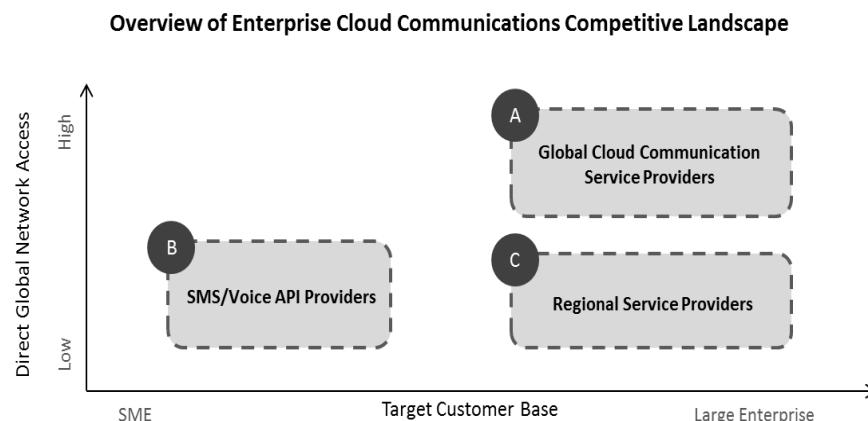 Overview of Enterprise Cloud Communications Competitive Landscape
Direct Global Network Access
High
Low
A
Global Cloud Communication
Service Providers
B
SMS/Voice API Providers
C
Regional Service Providers
SME
Target Customer Base
Large Enterprise